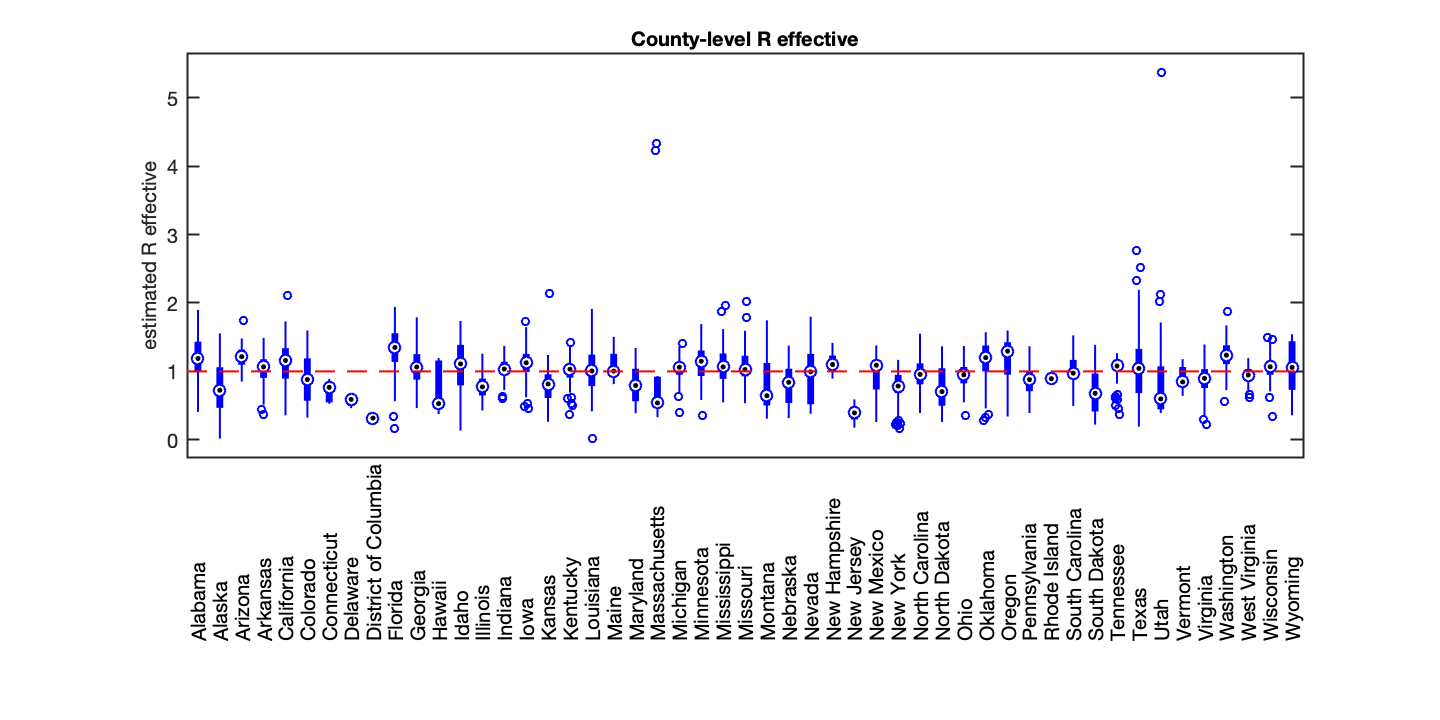 County-level R effective
estimated R effective
5
4
3
2
1
0
Alabama
Alaska
Arizona
Arkansas
California
Colorado
Connecticut
Delaware
District of Columbia
Florida
Georgia
Hawaii
Idaho
Illinois
Indiana
Iowa
Kansas
Kentucky
Louisiana
Maine
Maryland
Massachusetts
Michigan
Minnesota
Mississippi
Missouri
Montana
Nebraska
Nevada
New Hampshire
New Jersey
New Mexico
New York
North Carolina
North Dakota
Ohio
Oklahoma
Oregon
Pennsylvania
Rhode Island
South Carolina
South Dakota
Tennessee
Texas
Utah
Vermont
Virginia
Washington
West Virginia
Wisconsin
Wyoming